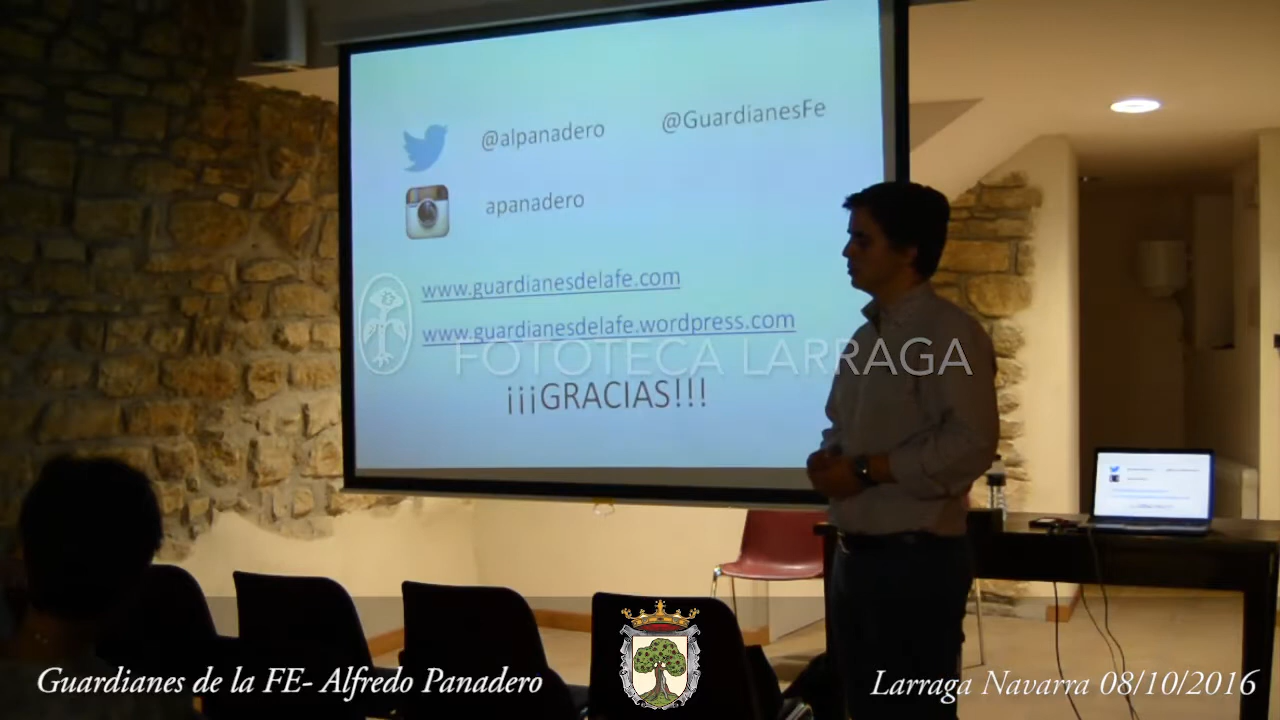 @alpanadero @GuardianesFe
apanadero
www.guardianesdelafe.com
www.guardianesdelafe.wordpress.com
FOTOTECA LARRAGA
¡¡¡GRACIAS!!!
Guardianes de la FE- Alfredo Panadero
Larraga Navarra 08/10/2016